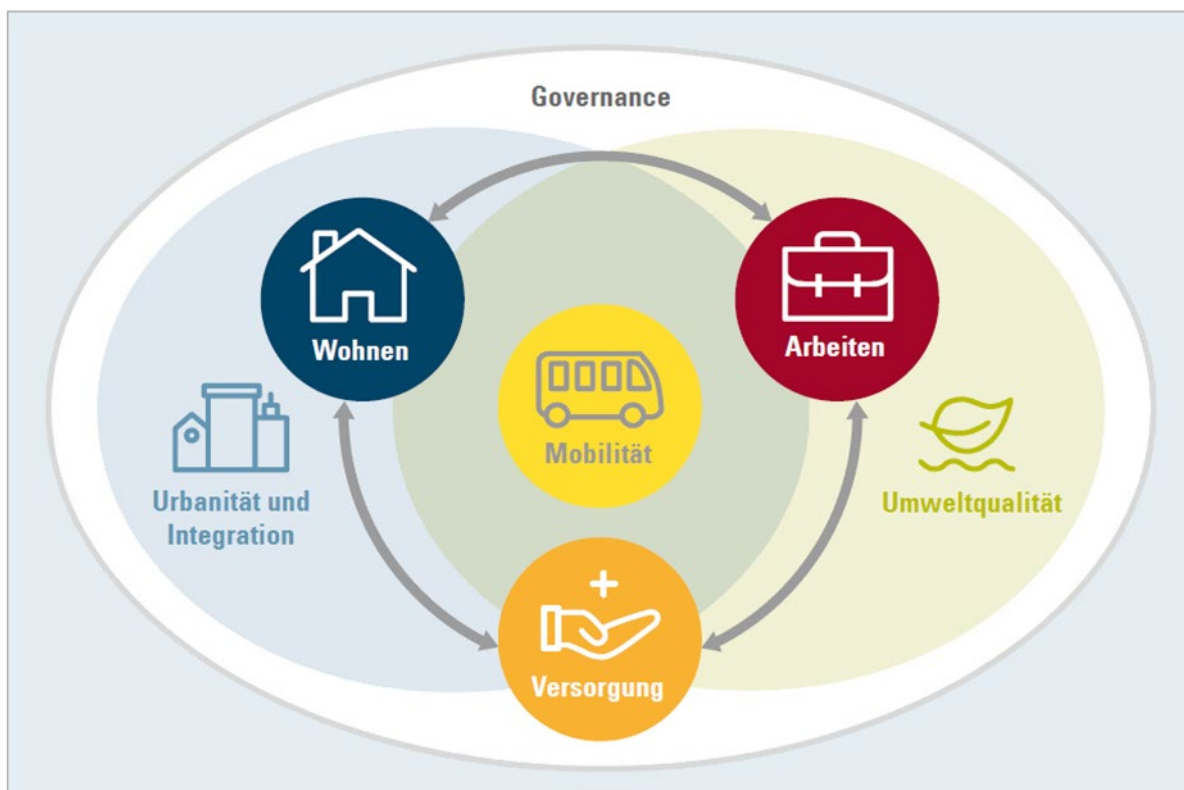 Governance
Wohnen
Arbeiten
Mobilität
Urbanität und
Integration
Umweltqualität
Versorgung